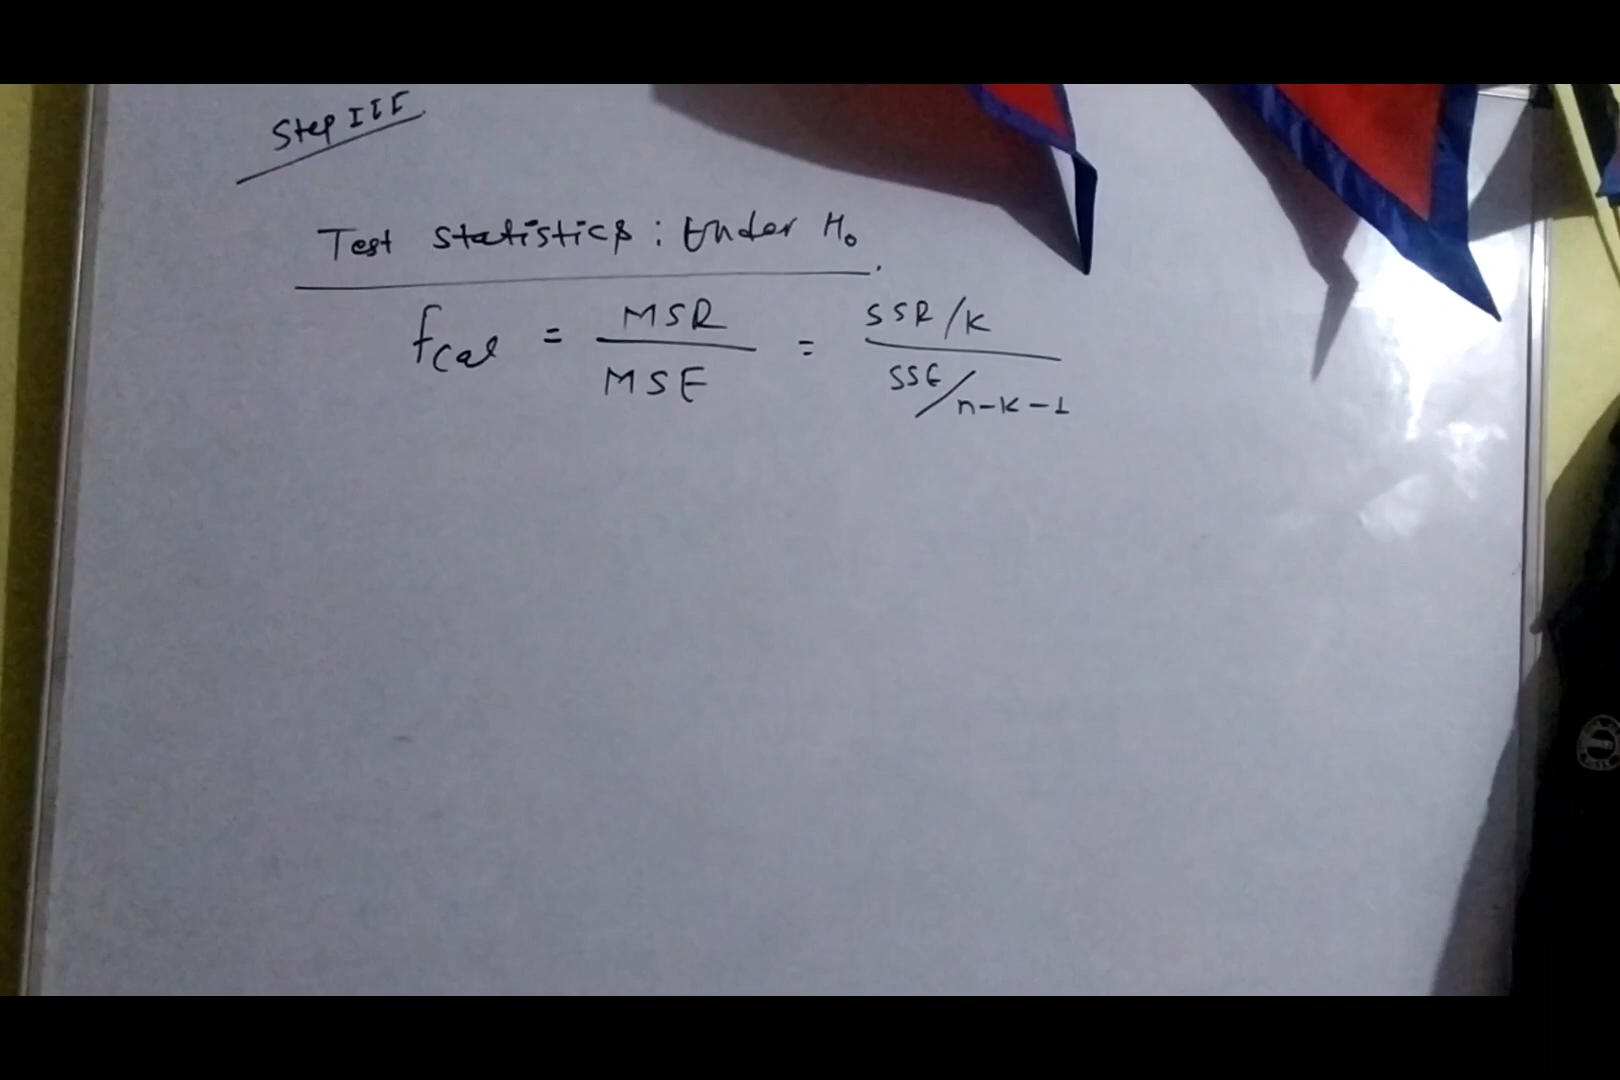 Step III
Test Statistics : Under H₀.
fcal = MSR/MSE = SSR/K / SSE/n-K-1